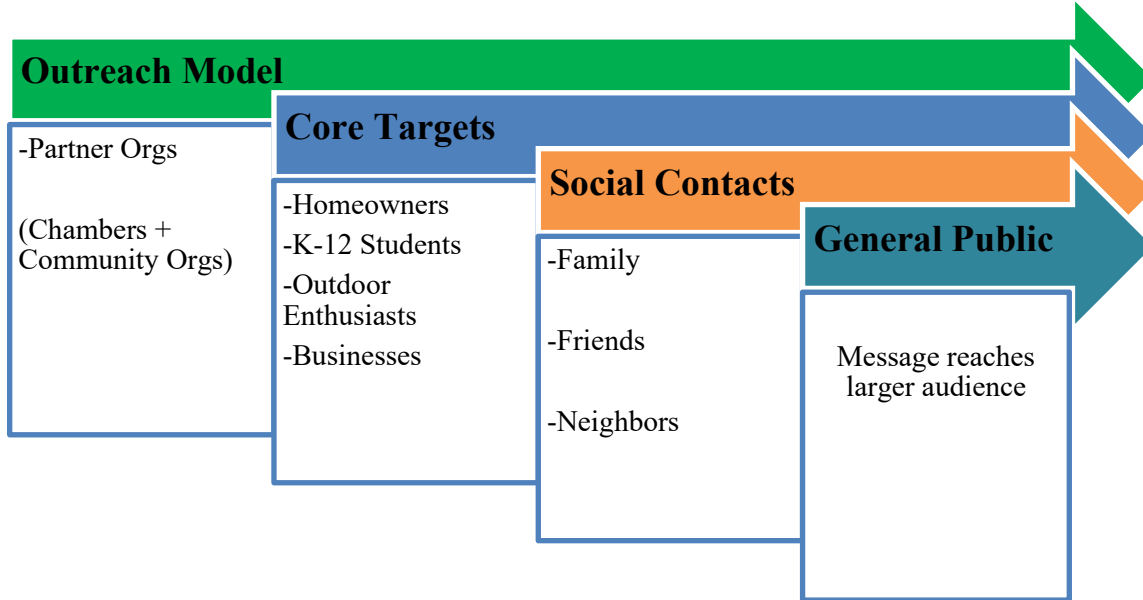 Outreach Model
-Partner Orgs
(Chambers +
Community Orgs)
Core Targets
-Homeowners
-K-12 Students
-Outdoor
Enthusiasts
-Businesses
Social Contacts
-Family
-Friends
-Neighbors
General Public
Message reaches
larger audience